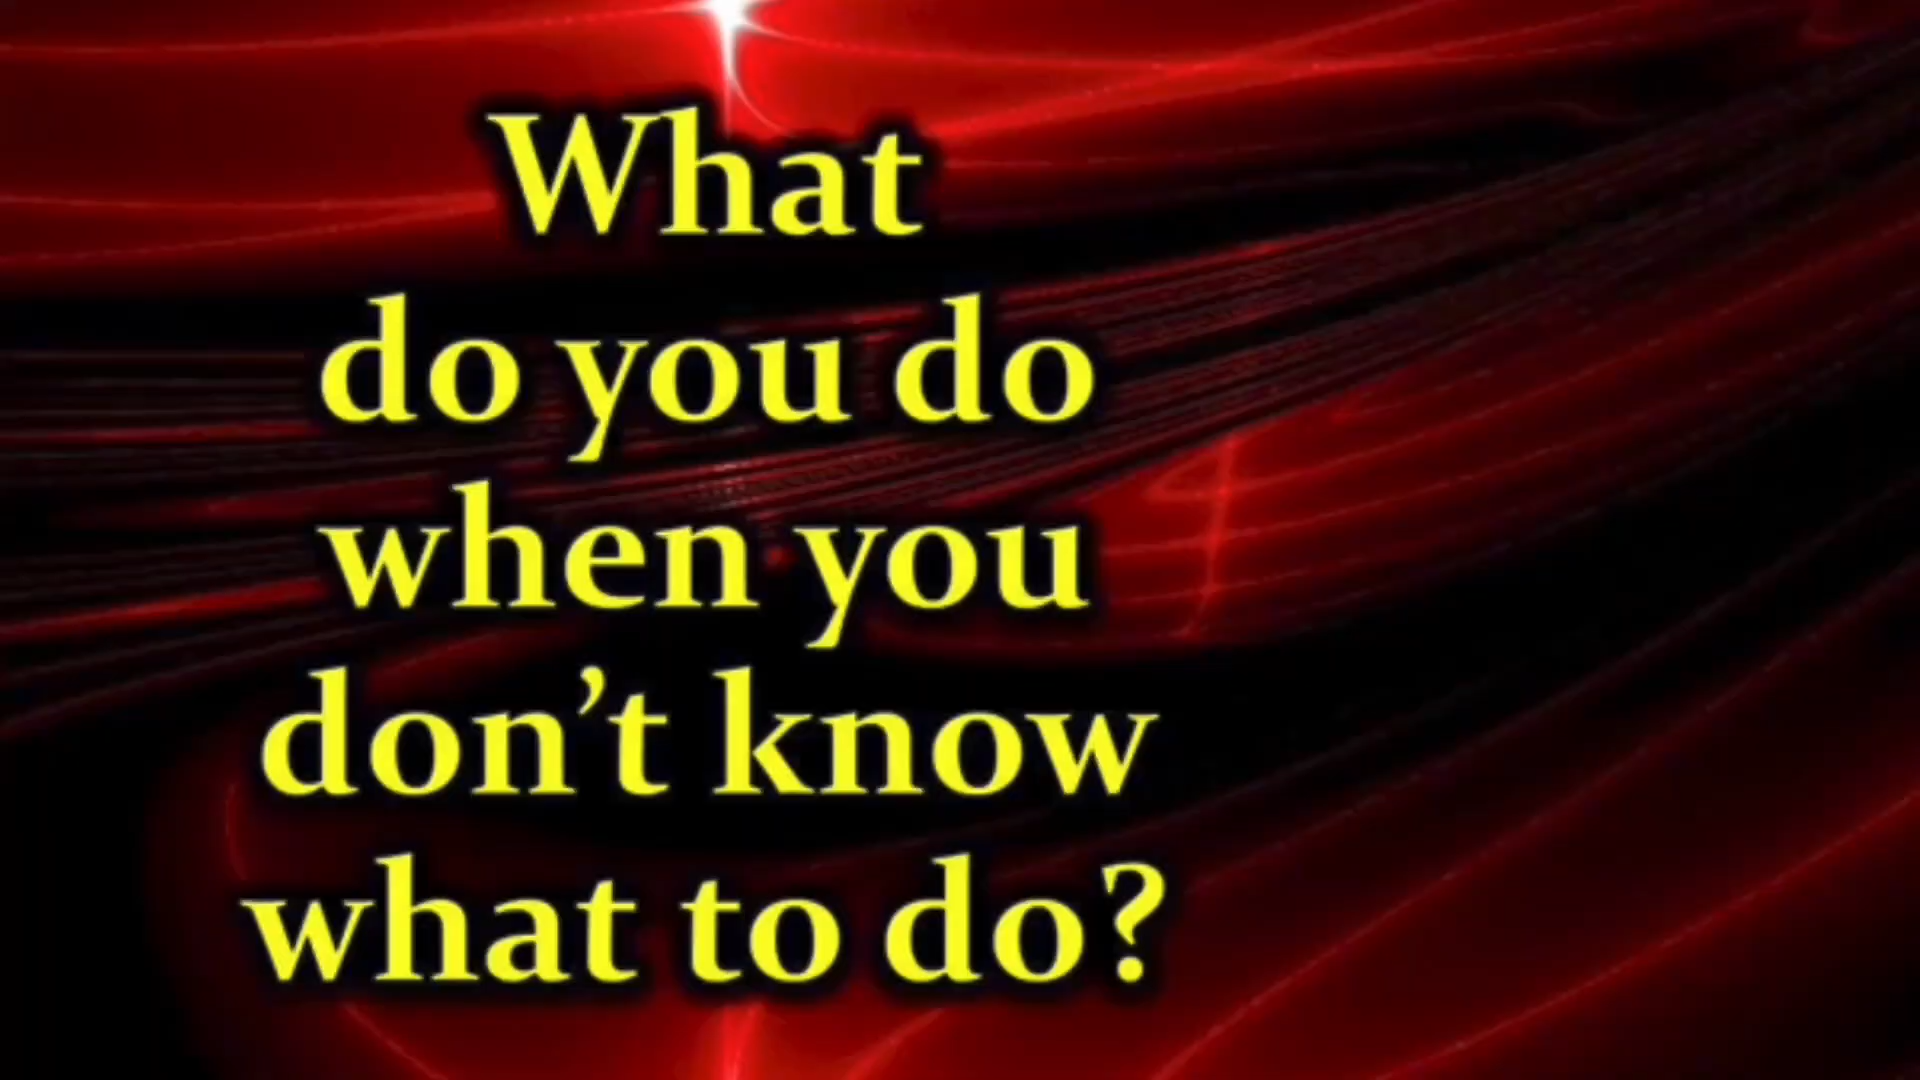 What
do you do
when you
don’t know
what to do?